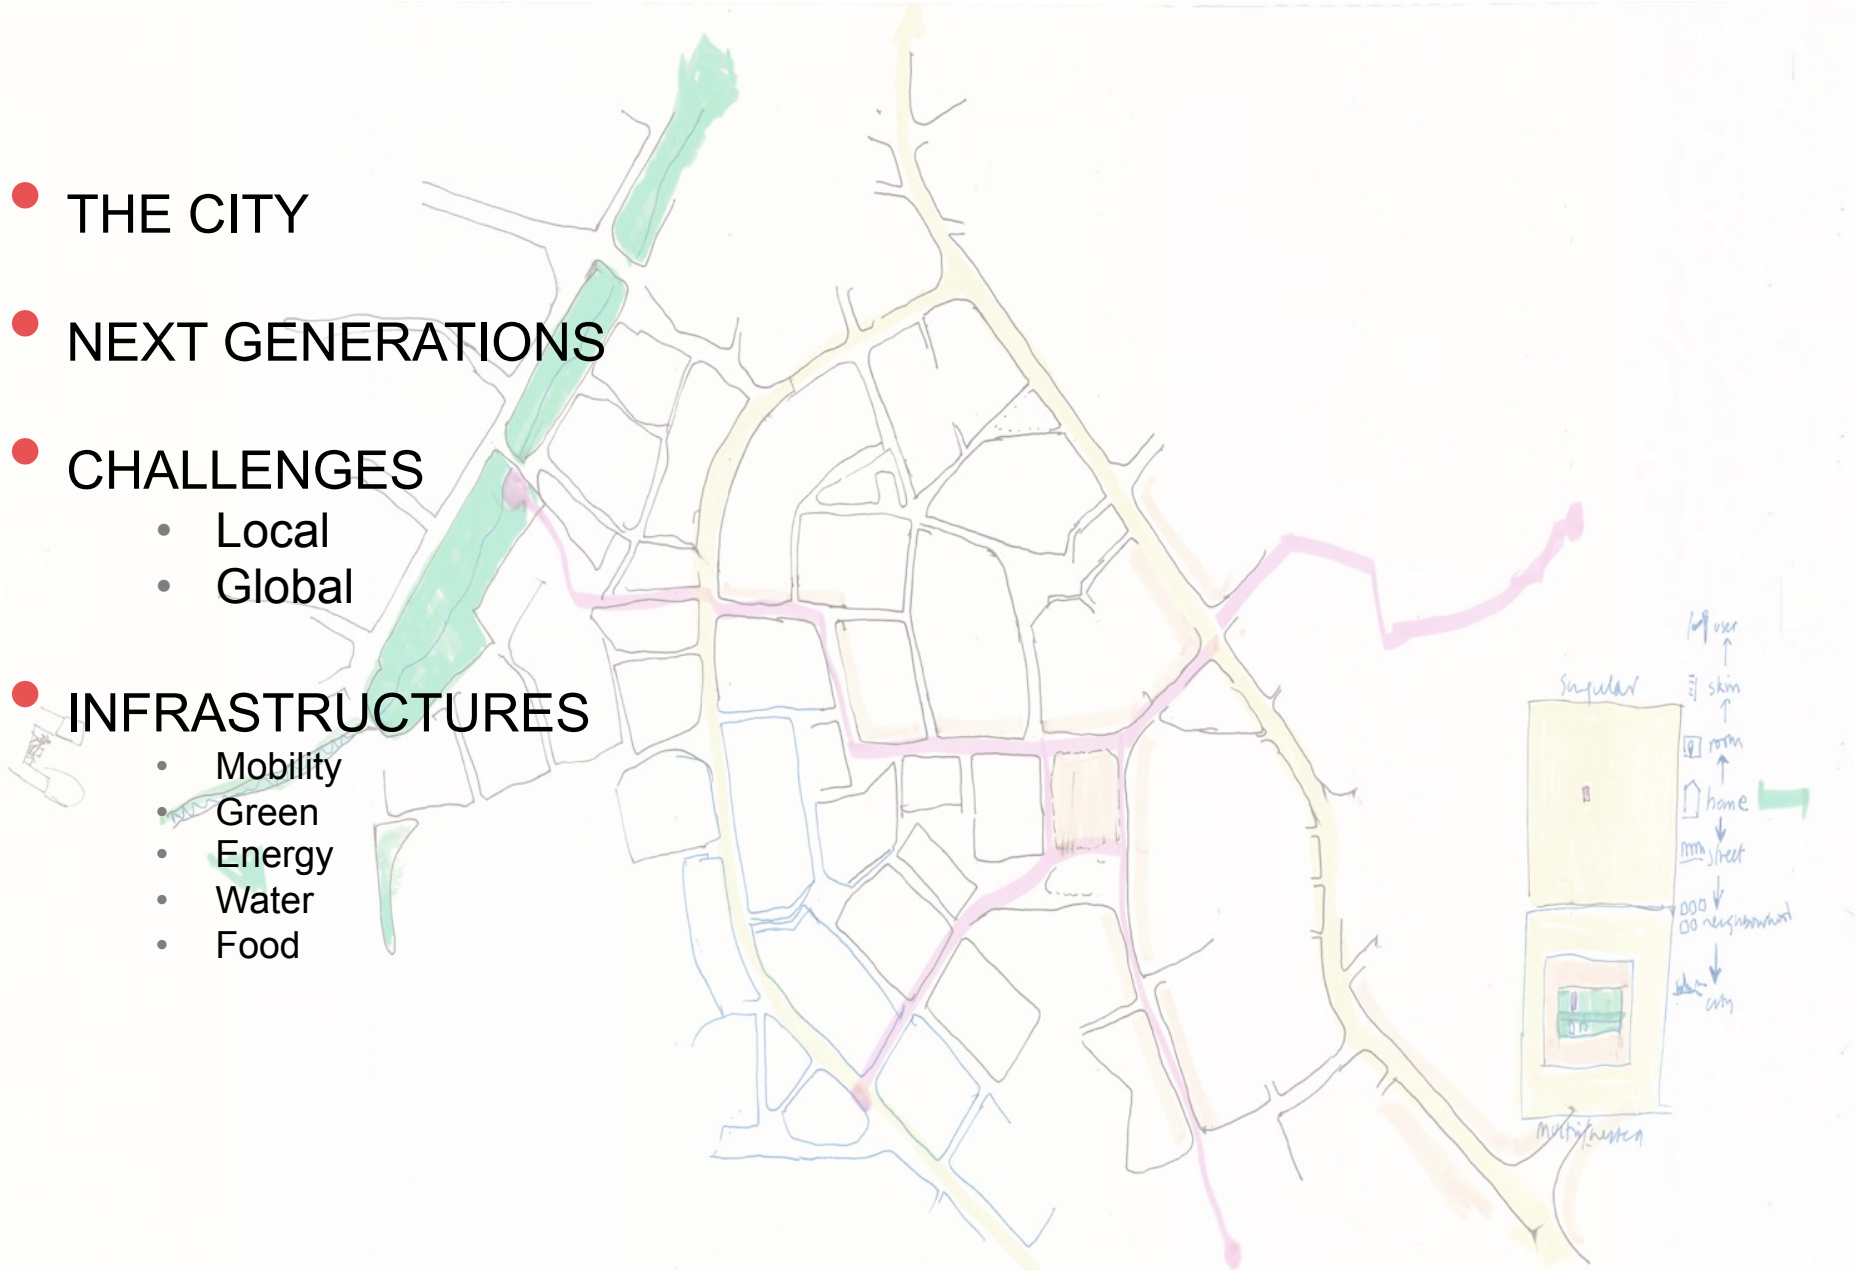 THE CITY
NEXT GENERATIONS
CHALLENGES
Local
Global
INFRASTRUCTURES
Mobility
Green
Energy
Water
Food
user
Singular
skin
room
home
street
neighbourhood
city